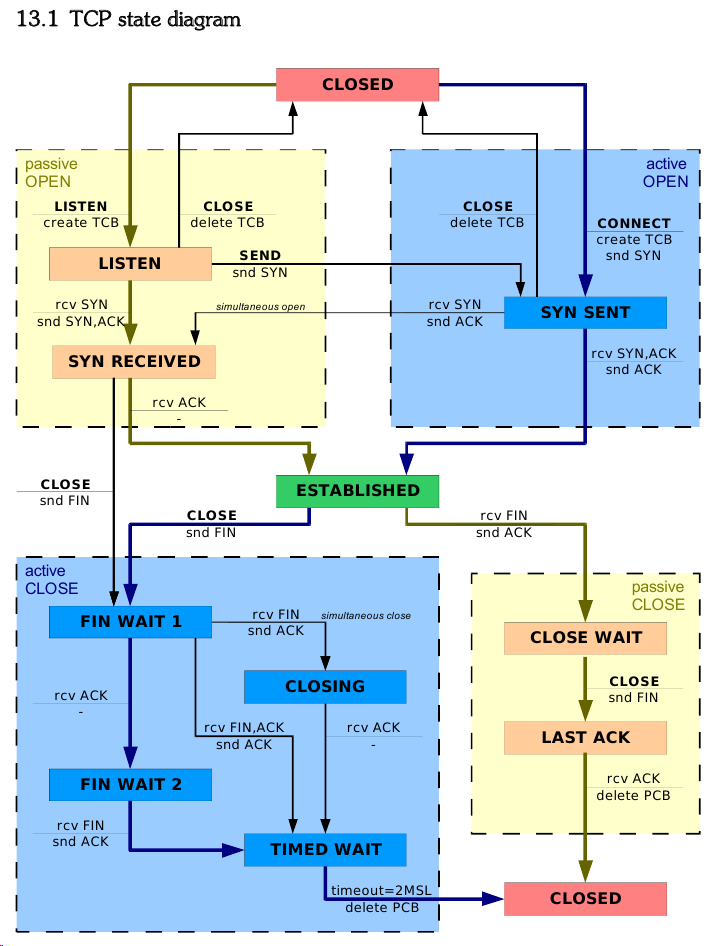 13.1 TCP state diagram
CLOSED
passive
OPEN
active
OPEN
LISTEN
create TCB
CLOSE
delete TCB
CLOSE
delete TCB
CONNECT
create TCB
snd SYN
LISTEN
SEND
snd SYN
rcv SYN
snd SYN,ACK
simultaneous open
rcv SYN
snd ACK
SYN SENT
SYN RECEIVED
rcv SYN,ACK
snd ACK
rcv ACK
-
CLOSE
snd FIN
ESTABLISHED
CLOSE
snd FIN
rcv FIN
snd ACK
active
CLOSE
passive
CLOSE
FIN WAIT 1
rcv FIN
snd ACK
simultaneous close
CLOSE WAIT
CLOSING
CLOSE
snd FIN
rcv ACK
-
rcv FIN,ACK
snd ACK
rcv ACK
-
LAST ACK
FIN WAIT 2
rcv ACK
delete PCB
rcv FIN
snd ACK
TIMED WAIT
timeout=2MSL
delete PCB
CLOSED